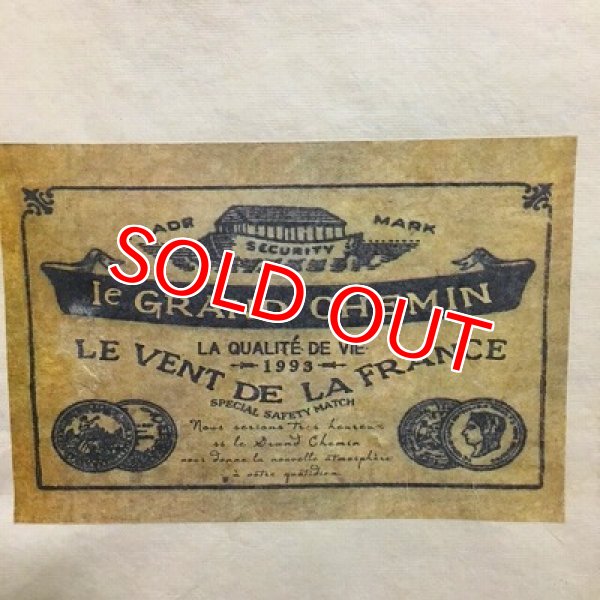 TRADE MARK
SECURITY
le GRAND CHEMIN
LA QUALITÉ DE VIE
1993
LE VENT DE LA FRANCE
SPECIAL SAFETY MATCH
Nous serions très heureux
si le Grand Chemin
vous donne la nouvelle atmosphère
à votre quotidien
SOLD OUT